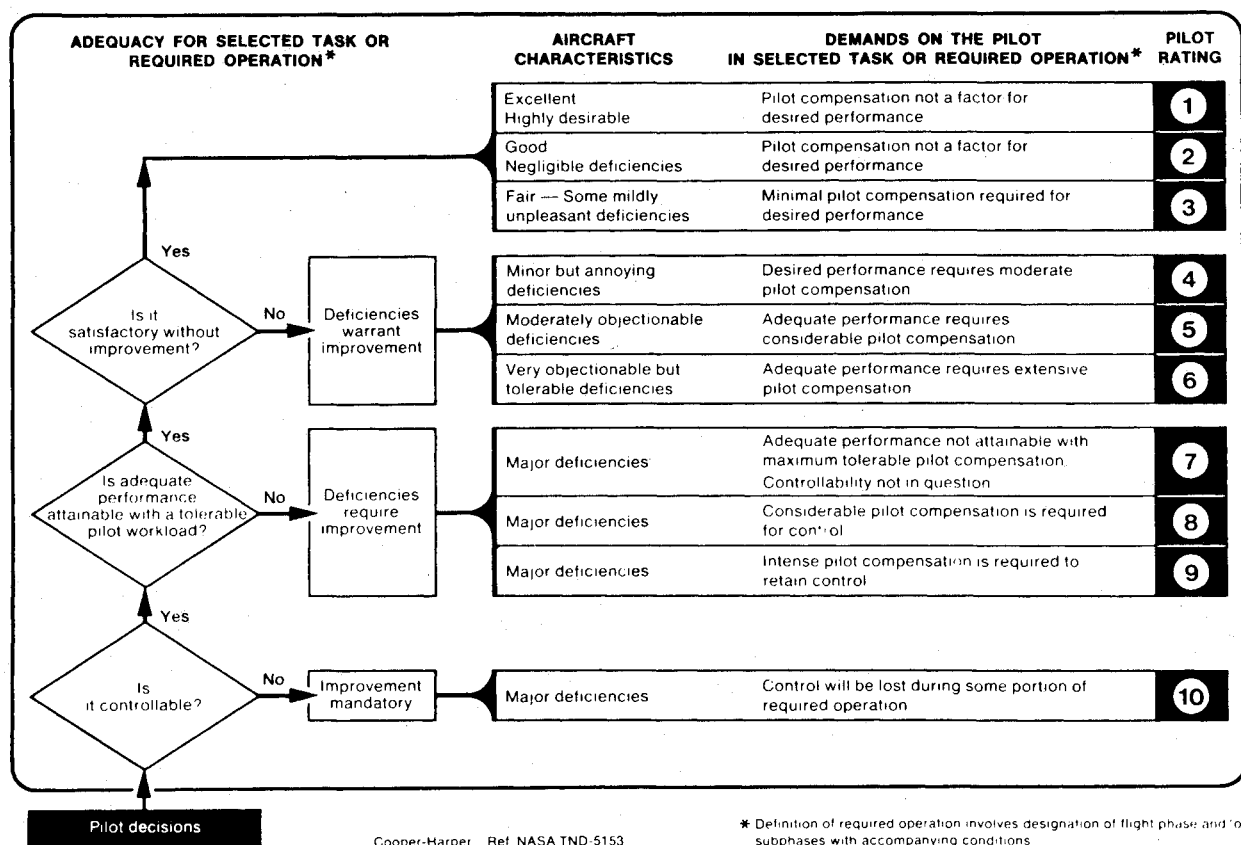 ADEQUACY FOR SELECTED TASK OR
REQUIRED OPERATION*
AIRCRAFT
CHARACTERISTICS
DEMANDS ON THE PILOT
IN SELECTED TASK OR REQUIRED OPERATION*
PILOT
RATING
Excellent
Highly desirable
Pilot compensation not a factor for
desired performance
1
Good
Negligible deficiencies
Pilot compensation not a factor for
desired performance
2
Fair — Some mildly
unpleasant deficiencies
Minimal pilot compensation required for
desired performance
3
Yes
Is it
satisfactory without
improvement?
No
Deficiencies
warrant
improvement
Minor but annoying
deficiencies
Desired performance requires moderate
pilot compensation
4
Moderately objectionable
deficiencies
Adequate performance requires
considerable pilot compensation
5
Very objectionable but
tolerable deficiencies
Adequate performance requires extensive
pilot compensation
6
Yes
Is adequate
performance
attainable with a tolerable
pilot workload?
No
Deficiencies
require
improvement
Major deficiencies
Adequate performance not attainable with
maximum tolerable pilot compensation.
Controllability not in question
7
Major deficiencies
Considerable pilot compensation is required
for control
8
Major deficiencies
Intense pilot compensation is required to
retain control
9
Yes
Is
it controllable?
No
Improvement
mandatory
Major deficiencies
Control will be lost during some portion of
required operation
10
Pilot decisions
Cooper-Harper Ref. NASA TND-5153
* Definition of required operation involves designation of flight phase and
subphases with accompanying conditions